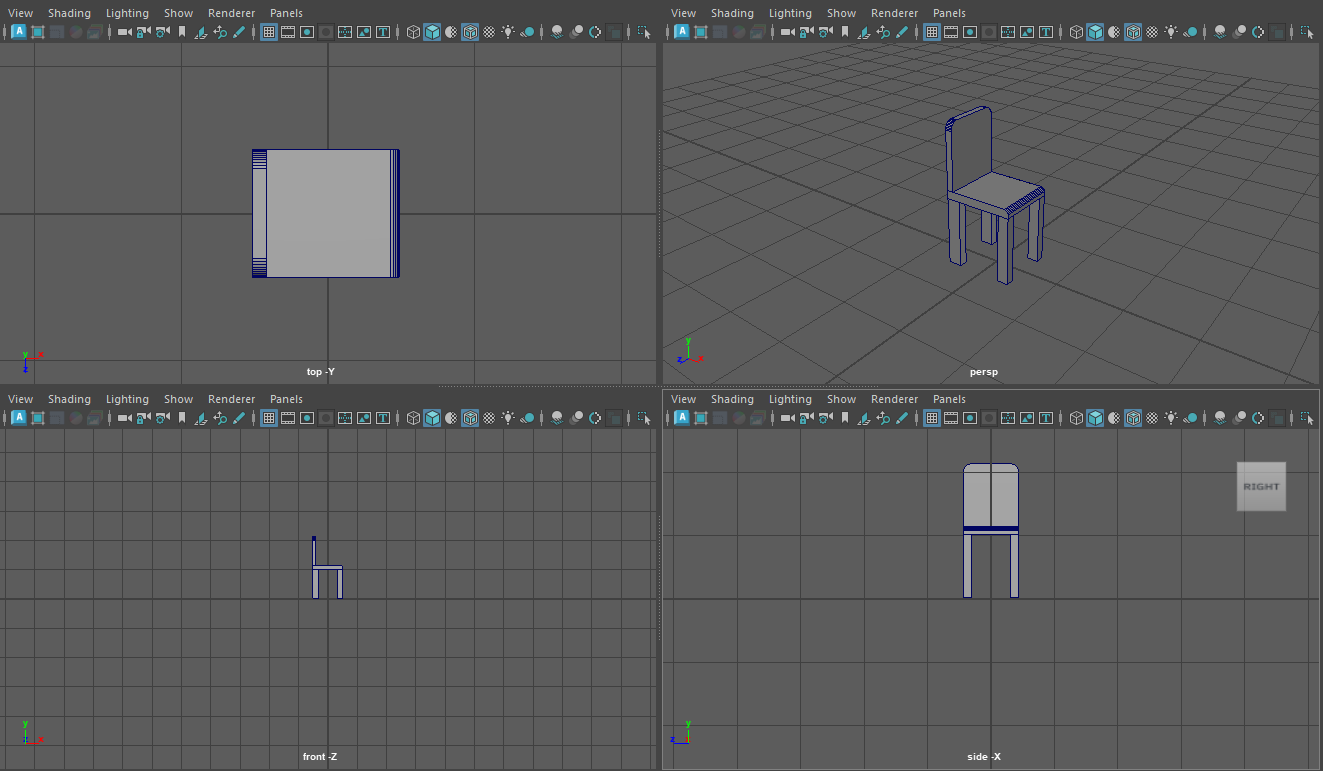 View Shading Lighting Show Renderer Panels
View Shading Lighting Show Renderer Panels
A T
A T
y x z
top -Y
y z x
persp
View Shading Lighting Show Renderer Panels
View Shading Lighting Show Renderer Panels
A T
A T
RIGHT
y z x
front -Z
y z
side -X